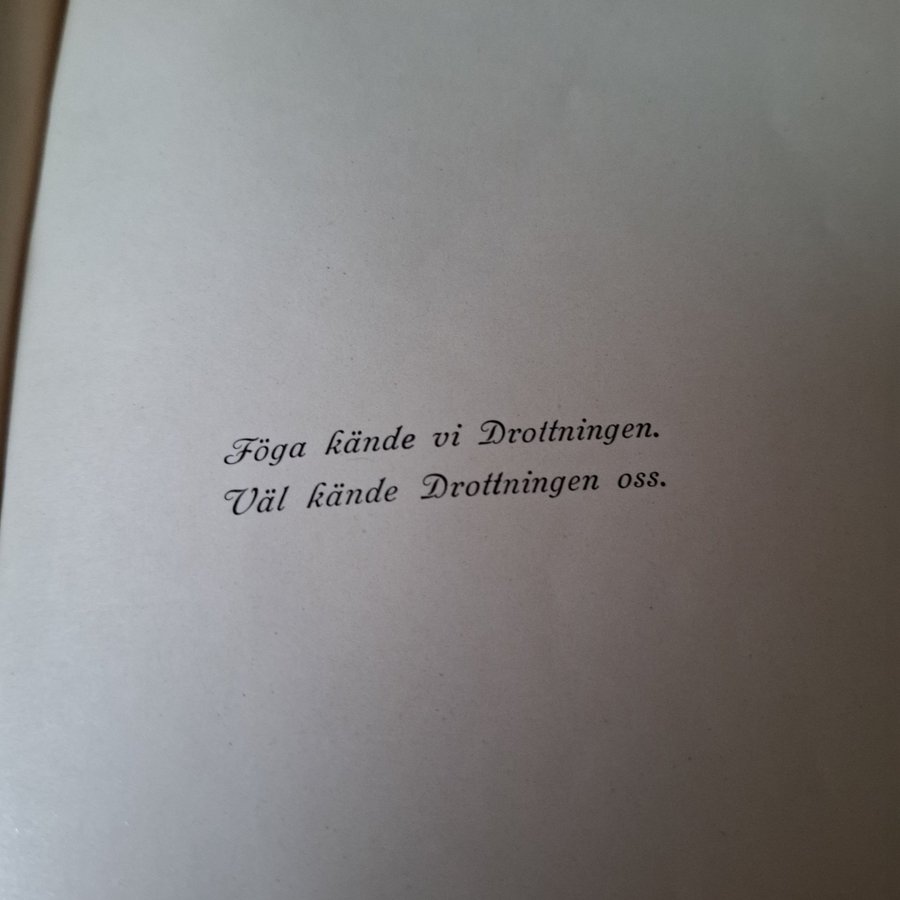 Föga kände vi Drottningen.
Väl kände Drottningen oss.